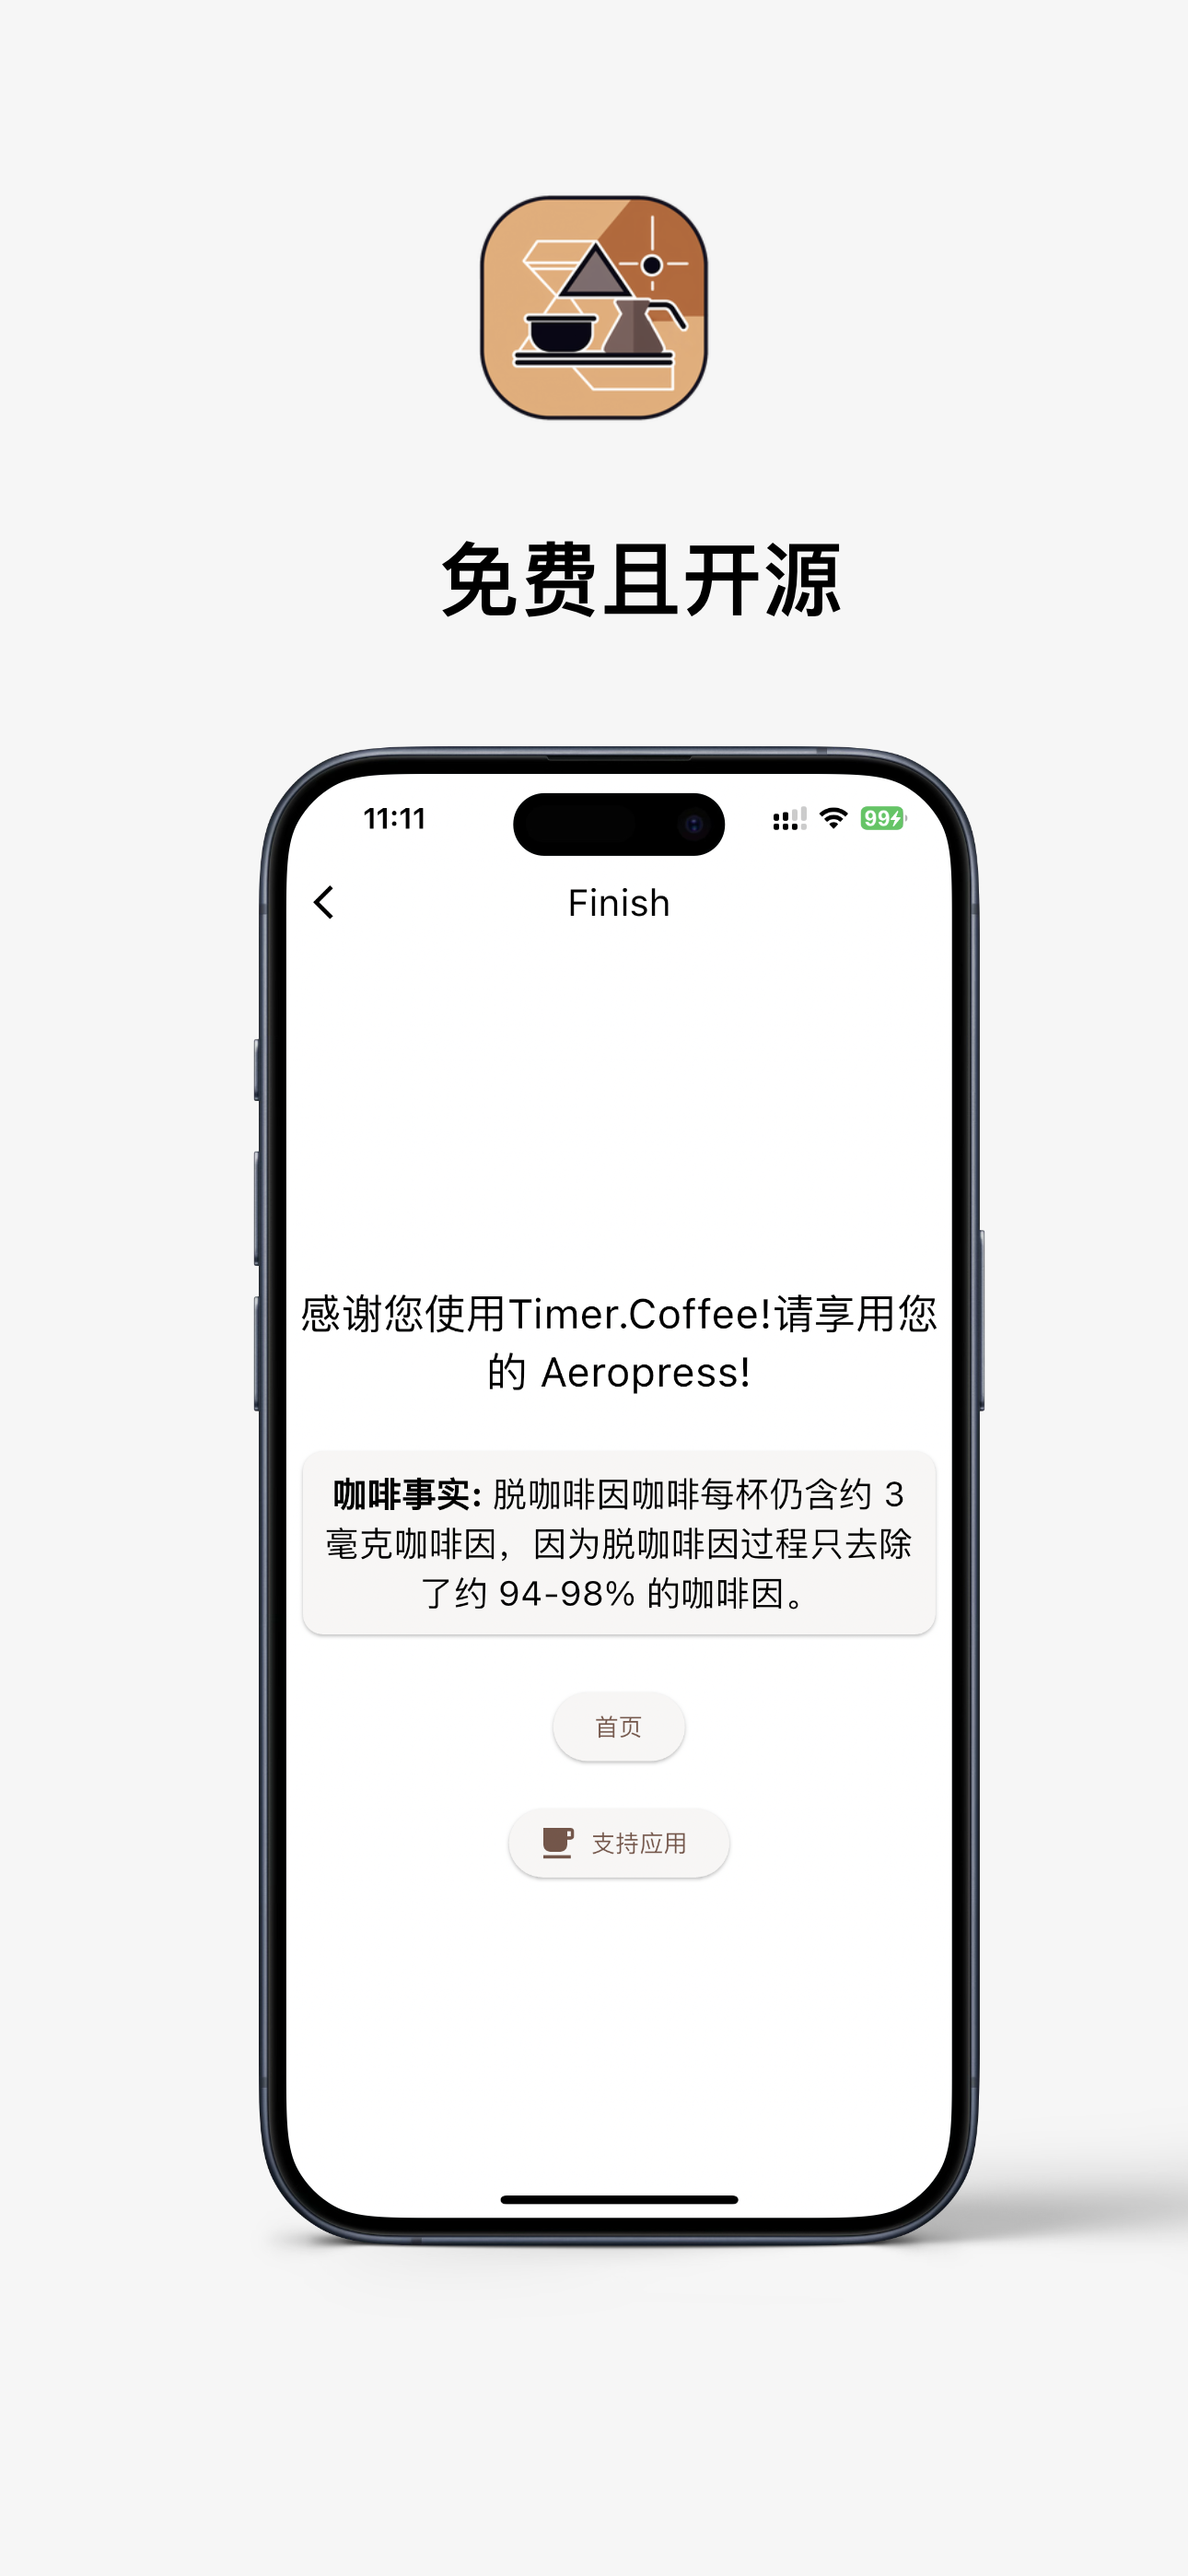 免费且开源
11:11
99
Finish
感谢您使用Timer.Coffee!请享用您
的 Aeropress!
咖啡事实: 脱咖啡因咖啡每杯仍含约 3
毫克咖啡因，因为脱咖啡因过程只去除
了约 94-98% 的咖啡因。
首页
支持应用